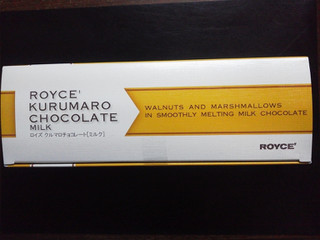 ROYCE'
KURUMARO
CHOCOLATE
MILK
ロイズ クルマロチョコレート[ミルク]
WALNUTS AND MARSHMALLOWS
IN SMOOTHLY MELTING MILK CHOCOLATE
ROYCE'